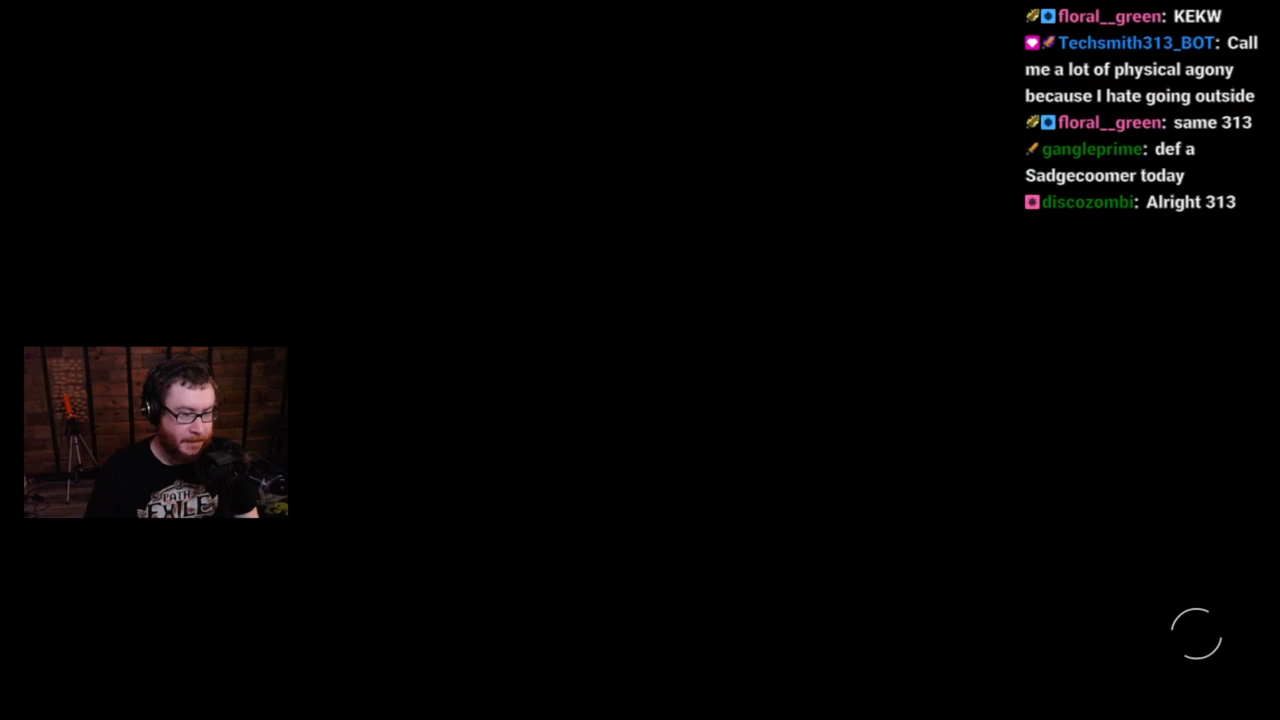 floral__green: KEKW
Techsmith313_BOT: Call
me a lot of physical agony
because I hate going outside
floral__green: same 313
gangleprime: def a
Sadgecoomer today
discozombi: Alright 313
PATH
EXILE